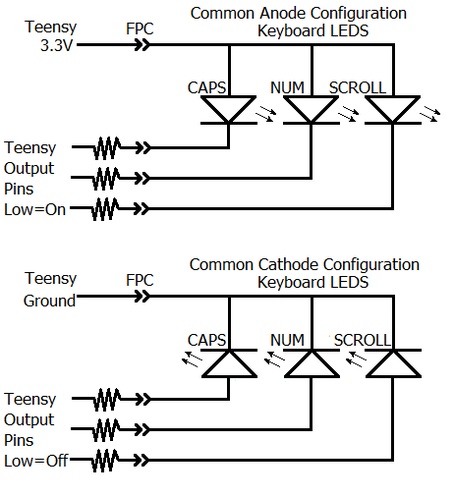 Common Anode Configuration
Keyboard LEDS
Teensy
3.3V
FPC
CAPS
NUM
SCROLL
Teensy
Output
Pins
Low=On
Common Cathode Configuration
Keyboard LEDS
Teensy
Ground
FPC
CAPS
NUM
SCROLL
Teensy
Output
Pins
Low=Off